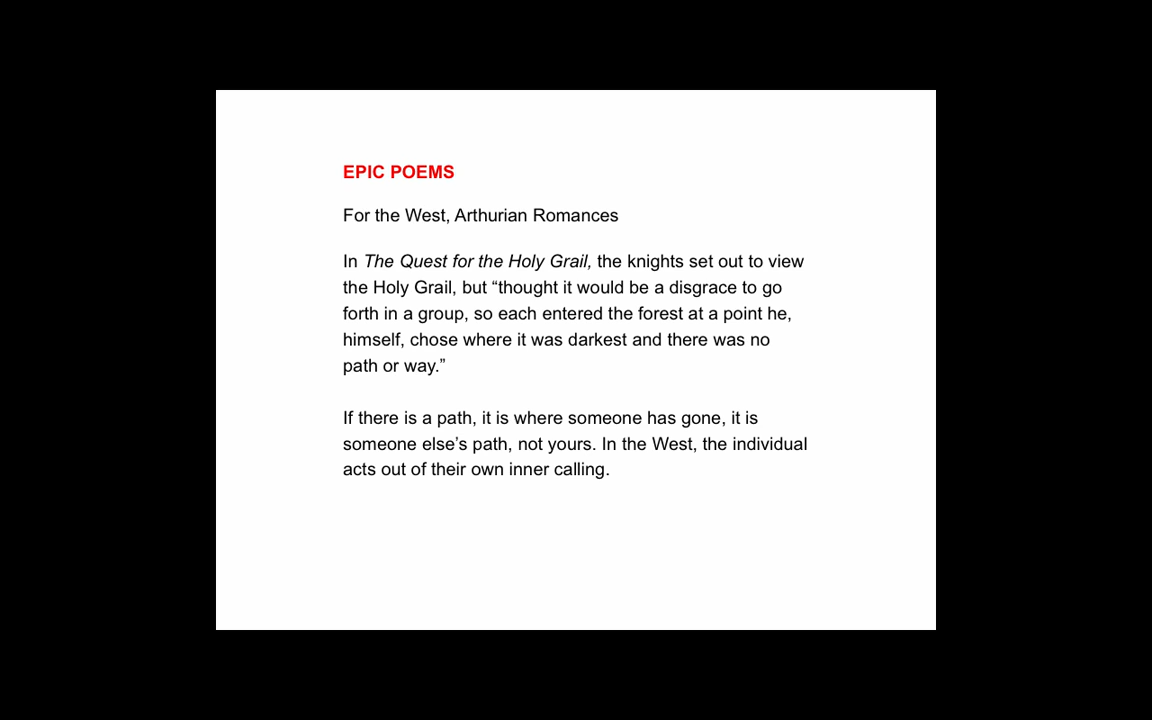 EPIC POEMS
For the West, Arthurian Romances
In The Quest for the Holy Grail, the knights set out to view
the Holy Grail, but “thought it would be a disgrace to go
forth in a group, so each entered the forest at a point he,
himself, chose where it was darkest and there was no
path or way.”
If there is a path, it is where someone has gone, it is
someone else’s path, not yours. In the West, the individual
acts out of their own inner calling.